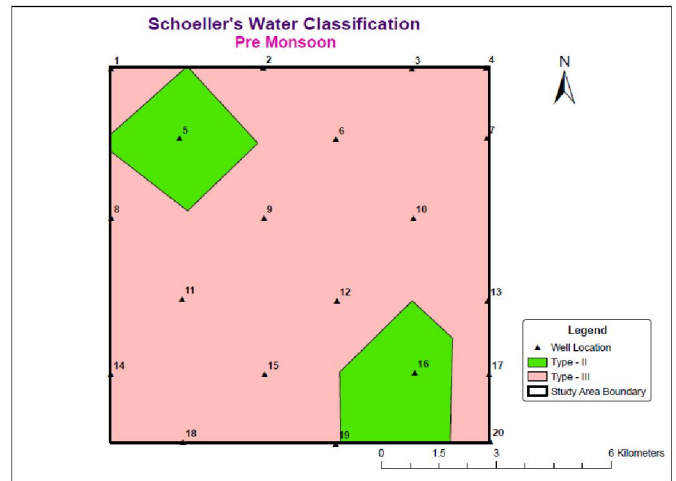 Schoeller's Water Classification
Pre Monsoon
1
2
3
4
N
5
6
7
8
9
10
11
12
13
14
15
16
17
18
19
20
Legend
Well Location
Type - II
Type - III
Study Area Boundary
0 1.5 3 6 Kilometers